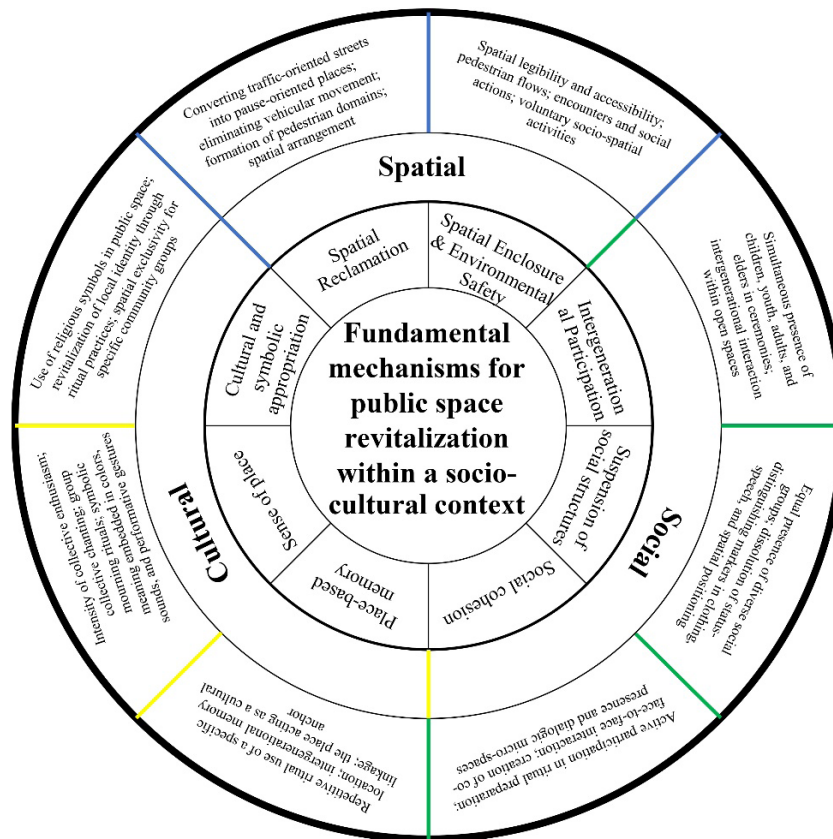 Fundamental
mechanisms for
public space
revitalization
within a socio-
cultural context
Spatial
Social
Cultural
Spatial
Reclamation
Spatial Enclosure
& Environmental
Safety
Intergeneration
al Participation
Suspension of
social structures
Social cohesion
Place-based
memory
Sense of place
Cultural and
symbolic
appropriation
Converting traffic-oriented streets
into pause-oriented places;
eliminating vehicular movement;
formation of pedestrian domains;
spatial arrangement
Spatial legibility and accessibility;
pedestrian flows; encounters and social
actions; voluntary socio-spatial
activities
Simultaneous presence of
children, youth, adults, and
elders in ceremonies;
intergenerational interaction
within open spaces
Equal presence of diverse social
groups; dissolution of status-
distinguishing markers in clothing,
speech, and spatial positioning
Active participation in ritual preparation;
face-to-face interaction; creation of co-
presence and dialogic micro-spaces
Repetitive ritual use of a specific
location; intergenerational memory
linkage; the place acting as a cultural
anchor
Intensity of collective enthusiasm;
collective chanting; group
mourning rituals; symbolic
meaning embedded in colors,
sounds, and performative gestures
Use of religious symbols in public space;
revitalization of local identity through
ritual practices; spatial exclusivity for
specific community groups